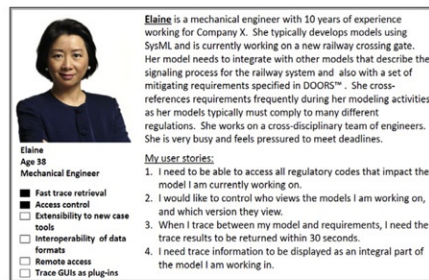 Elaine is a mechanical engineer with 10 years of experience
working for Company X. She typically develops models using
SysML and is currently working on a new railway crossing gate.
Her model needs to integrate with other models that describe the
signaling process for the railway system and also with a set of
mitigating requirements specified in DOORS™ . She cross-
references requirements frequently during her modeling activities
as her models typically must comply to many different
regulations. She works on a cross-disciplinary team of engineers.
She is very busy and feels pressured to meet deadlines.
Elaine
Age 38
Mechanical Engineer
Fast trace retrieval
Access control
Extensibility to new case
tools
Interoperability of data
formats
Remote access
Trace GUIs as plug-ins
My user stories:
1. I need to be able to access all regulatory codes that impact the
model I am currently working on.
2. I would like to control who views the models I am working on,
and which version they view.
3. When I trace between my model and requirements, I need the
trace results to be returned within 30 seconds.
4. I need trace information to be displayed as an integral part of
the model I am working in.